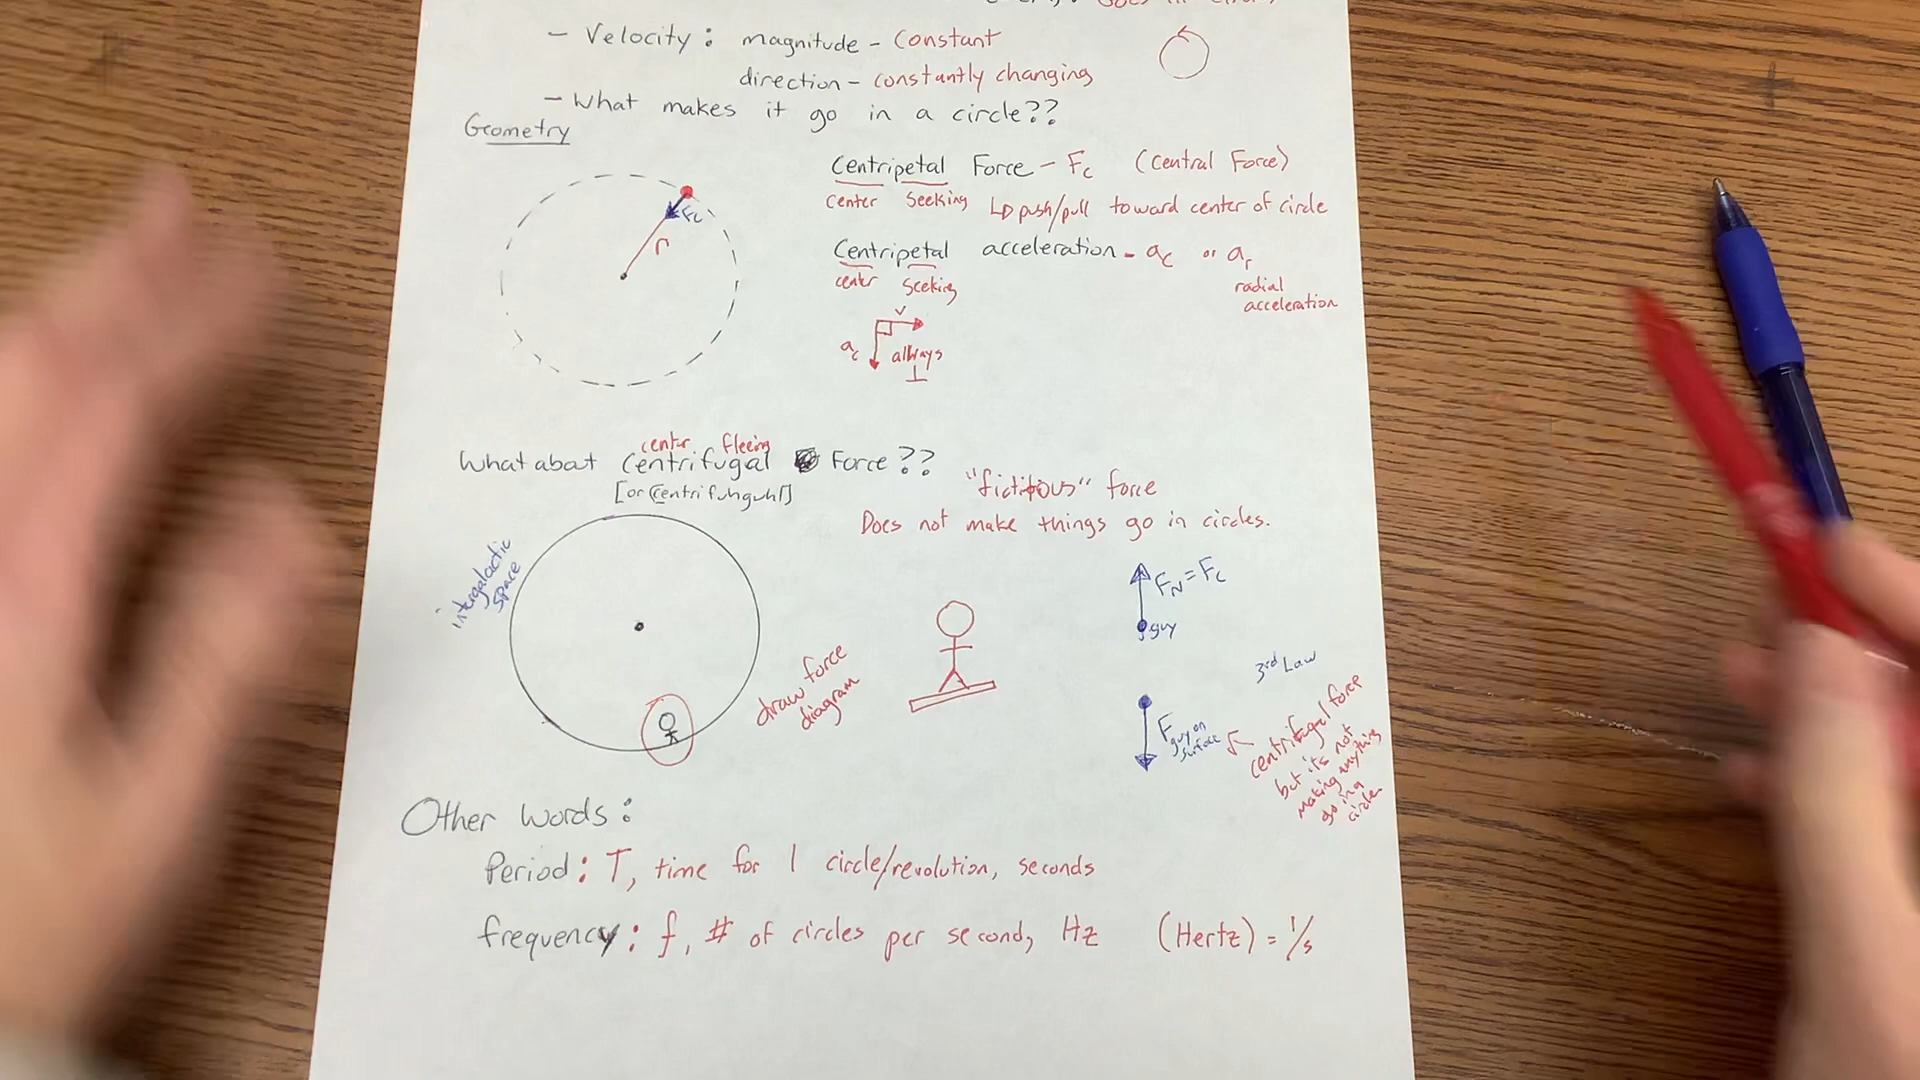 - Velocity: magnitude - constant
direction - constantly changing
- What makes it go in a circle??
Geometry
Centripetal Force - Fc (Central Force)
center seeking ↳ push/pull toward center of circle
Fc
r
Centripetal acceleration - ac or ar
center seeking
radial
acceleration
v
ac always
⊥
center fleeing
What about Centrifugal Force??
[or Centrifuhguhl]
"fictitious" force
Does not make things go in circles.
intergalactic
space
draw force
diagram
FN = Fc
guy
3rd Law
F guy on
surface
centrifugal force
but its not
making anything
go in a
circle
Other Words:
Period: T, time for 1 circle/revolution, seconds
frequency: f, # of circles per second, Hz (Hertz) = 1/s